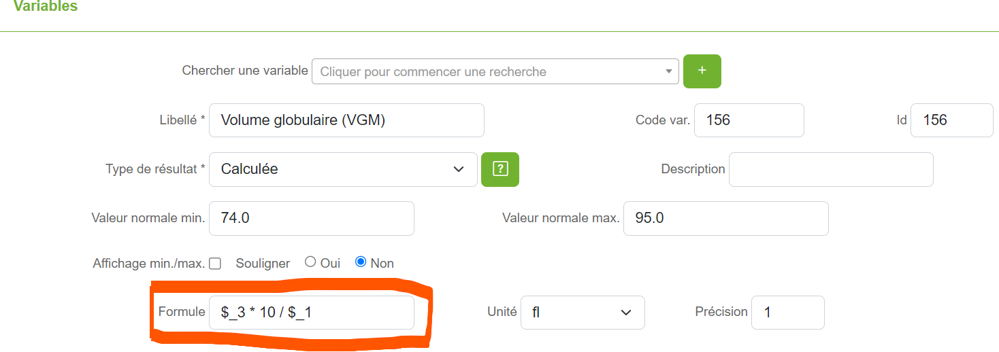 Variables
Chercher une variable Cliquer pour commencer une recherche +
Libellé * Volume globulaire (VGM) Code var. 156 Id 156
Type de résultat * Calculée ? Description
Valeur normale min. 74.0 Valeur normale max. 95.0
Affichage min./max. Souligner Oui Non
Formule $_3 * 10 / $_1 Unité fl Précision 1